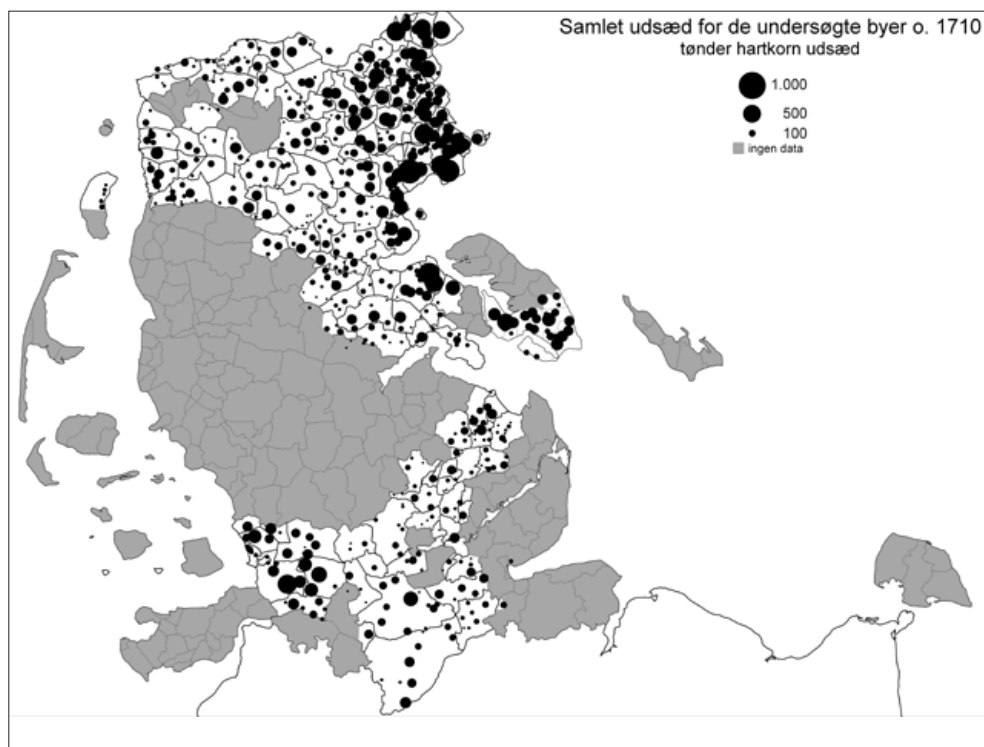 Samlet udsæd for de undersøgte byer o. 1710
tønder hartkorn udsæd
1.000
500
100
ingen data